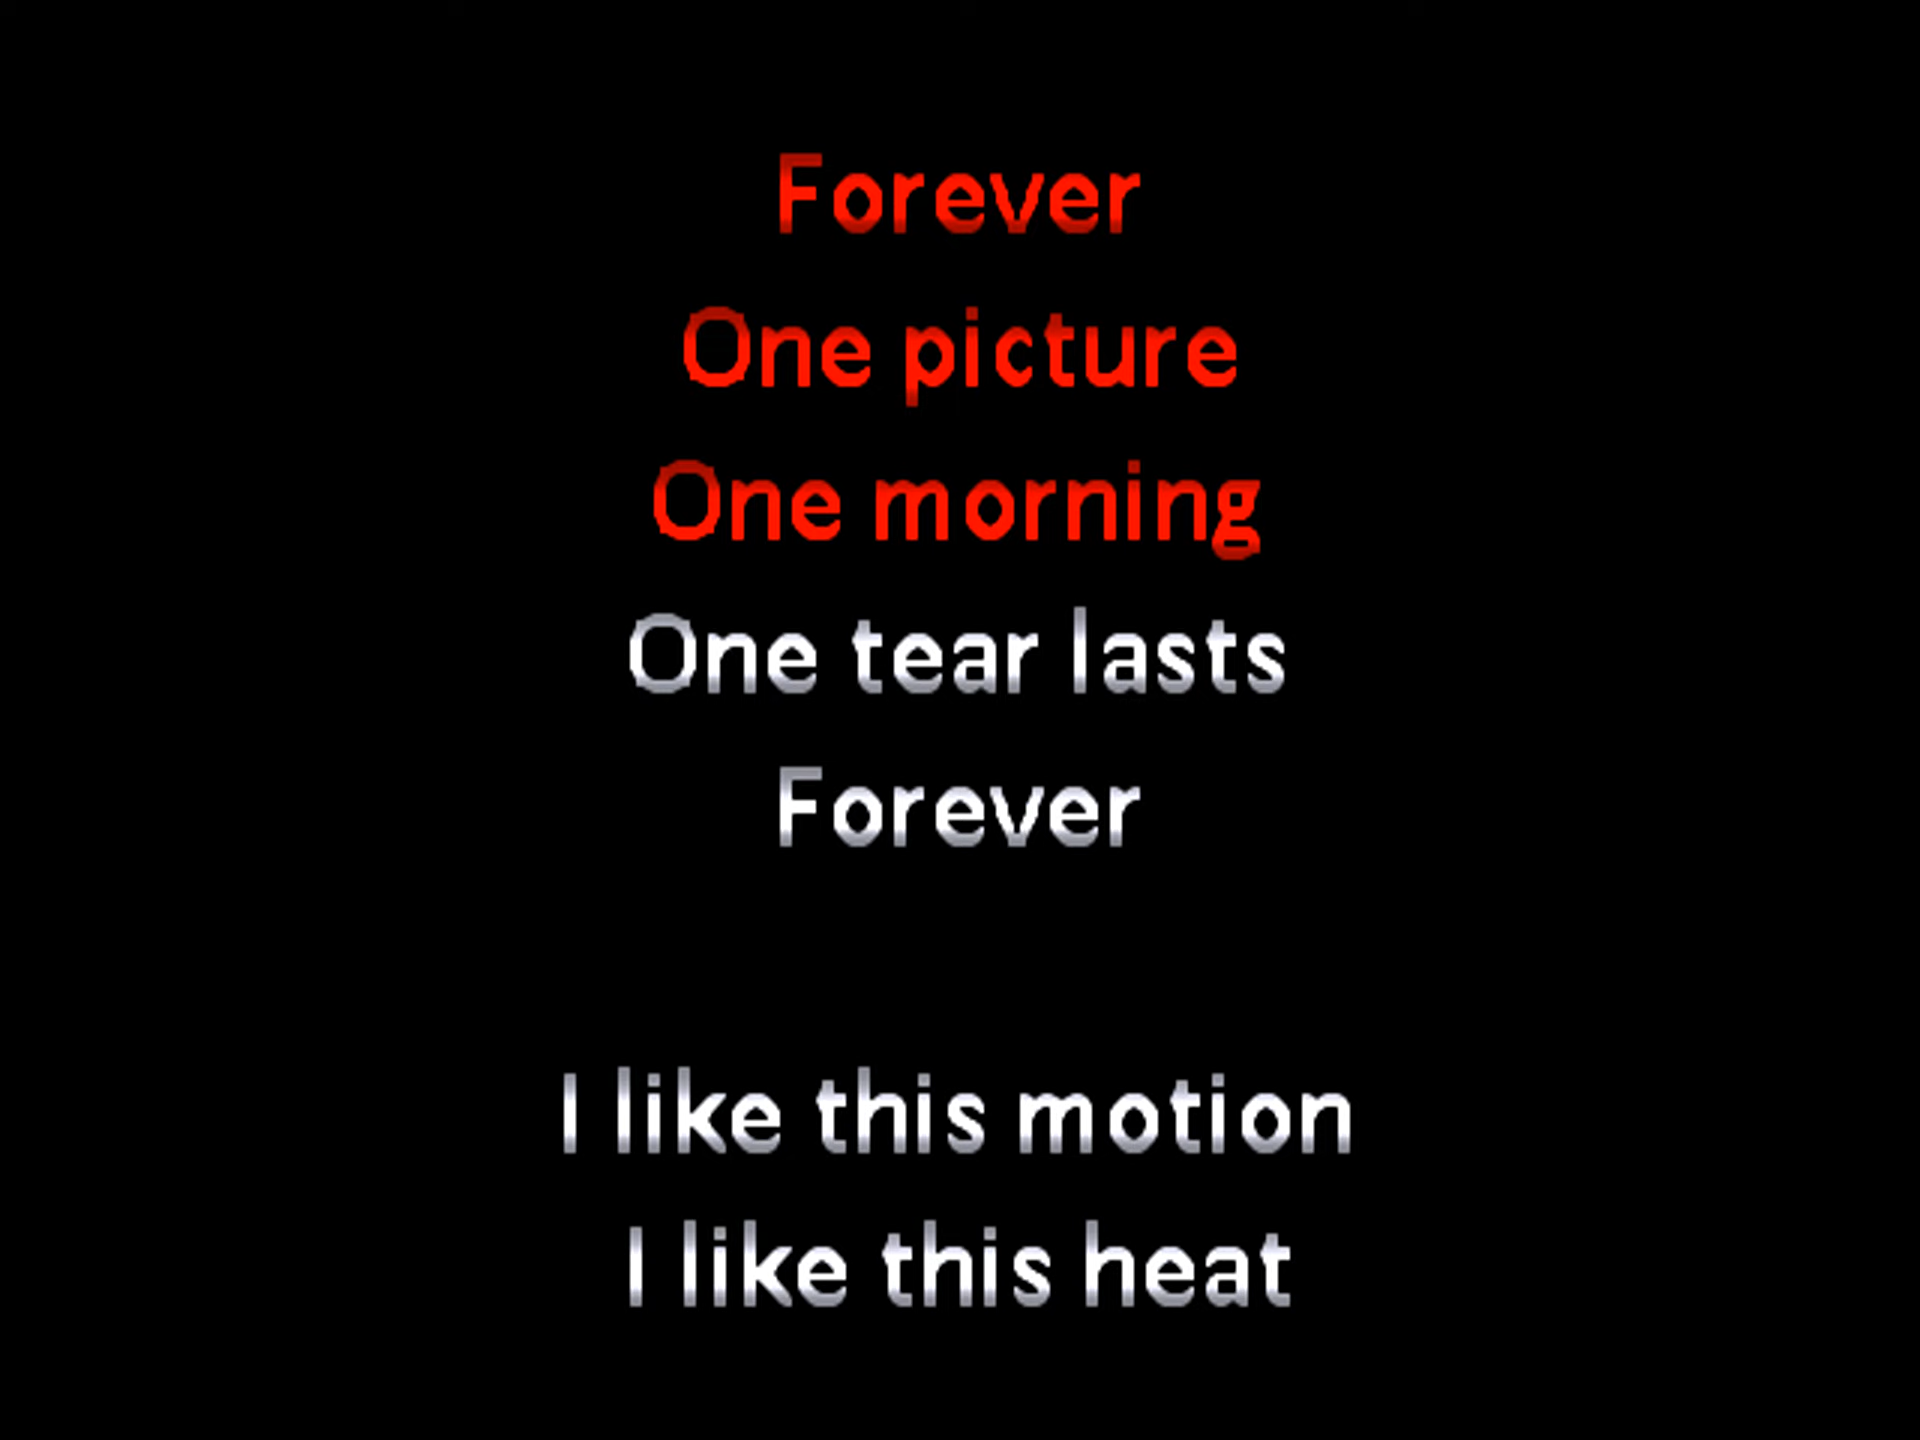 Forever
One picture
One morning
One tear lasts
Forever
I like this motion
I like this heat